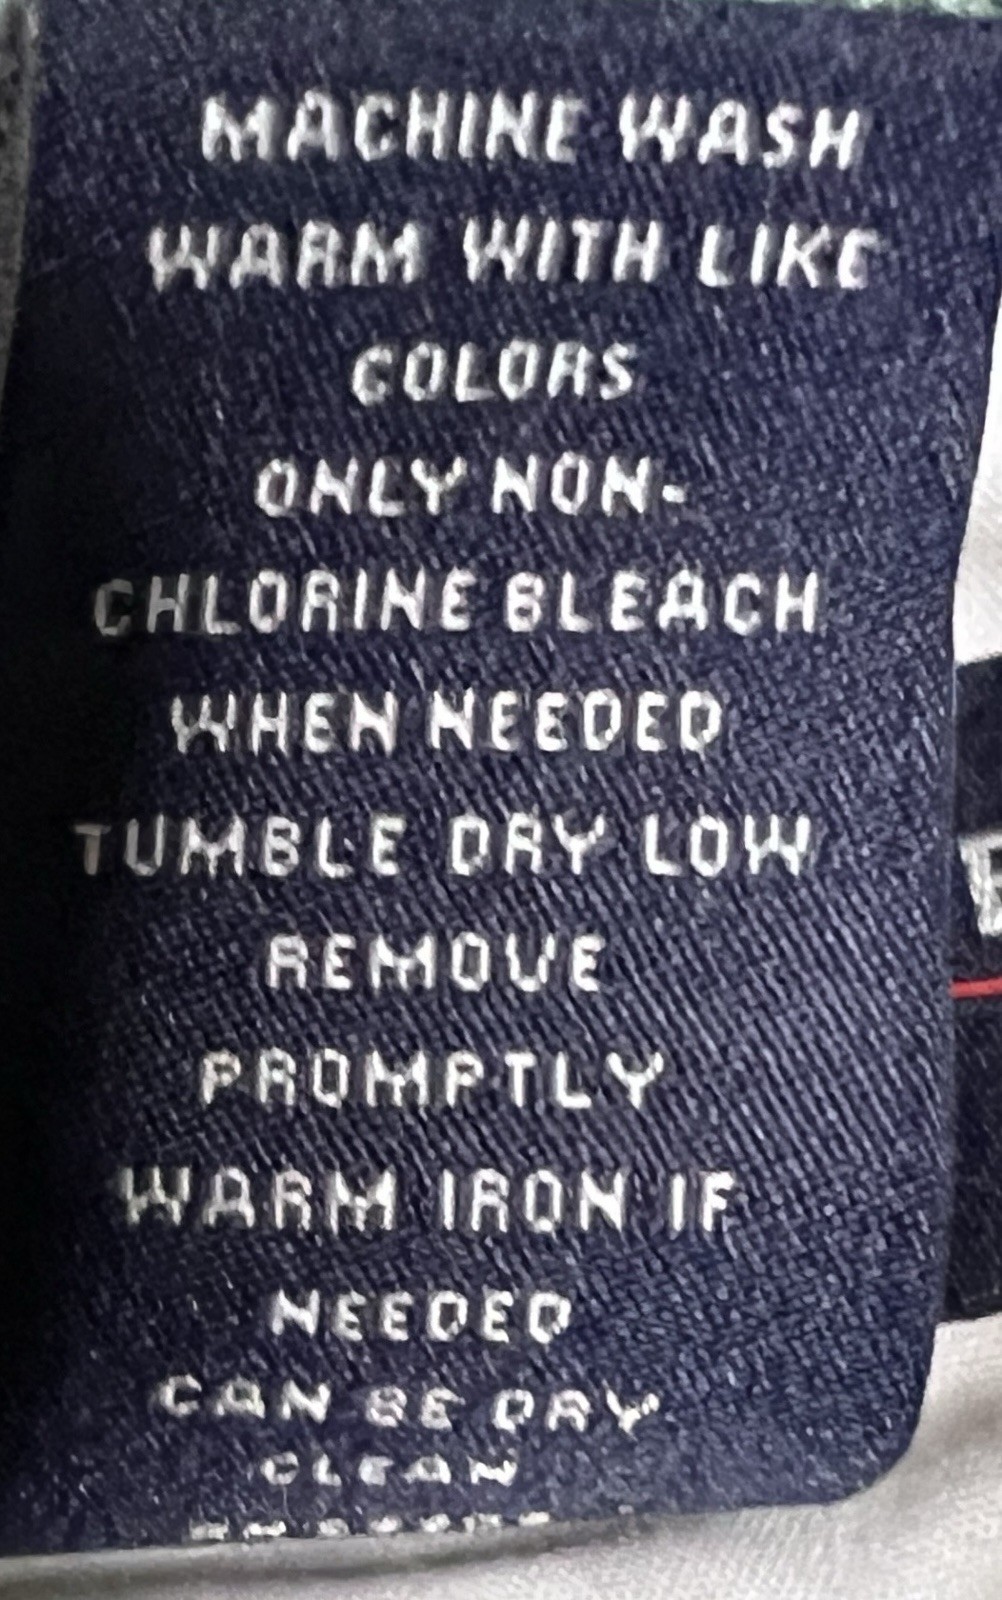 MACHINE WASH
WARM WITH LIKE
COLORS
ONLY NON-
CHLORINE BLEACH
WHEN NEEDED
TUMBLE DRY LOW
REMOVE
PROMPTLY
WARM IRON IF
NEEDED
CAN BE DRY
CLEAN